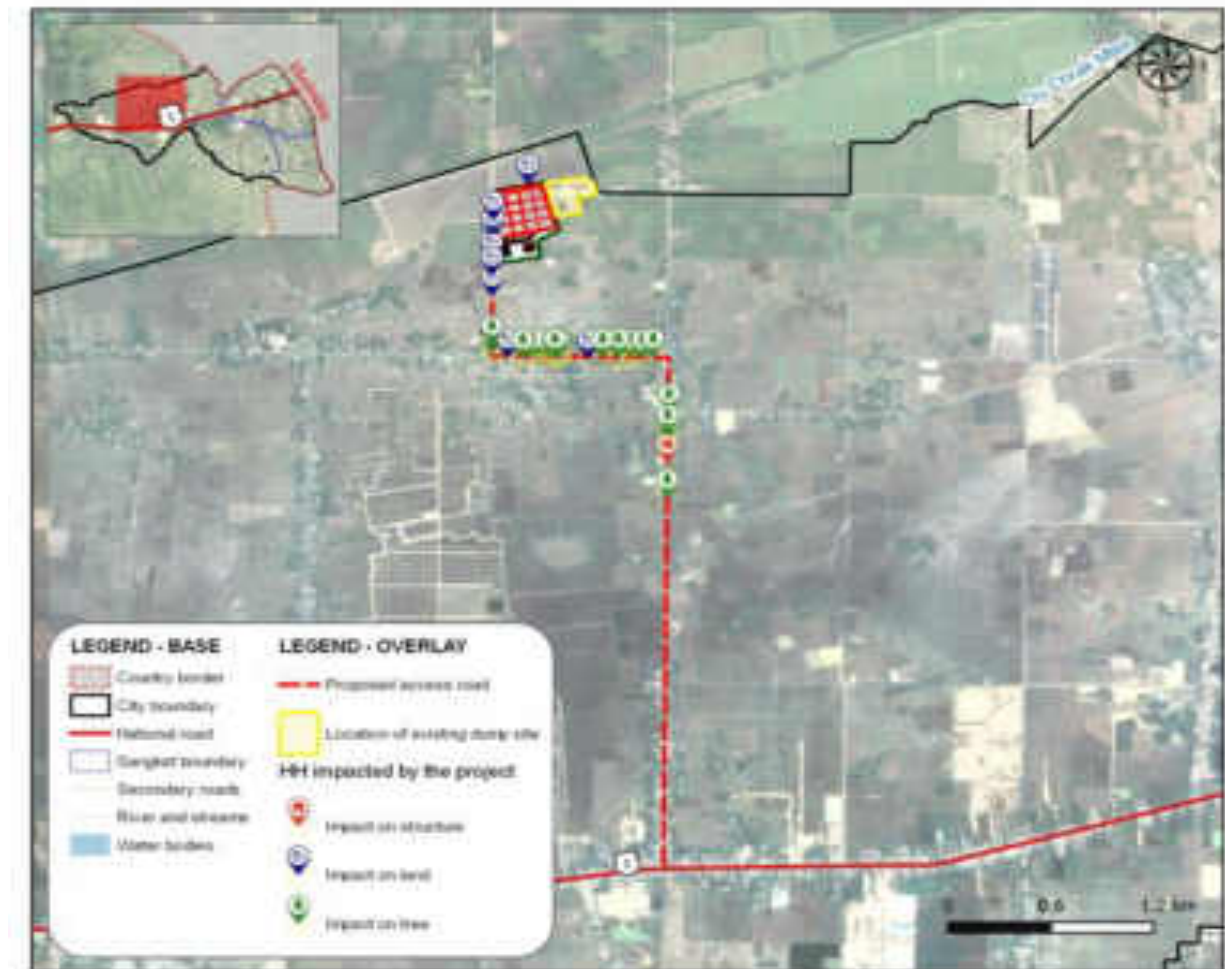 5
LEGEND - BASE
Country border
City boundary
National road
Sangkat boundary
Secondary roads
River and streams
Water bodies
LEGEND - OVERLAY
Proposed access road
Location of existing dump site
HH impacted by the project
Impact on structure
Impact on land
Impact on tree
5
0 0.6 1.2 km